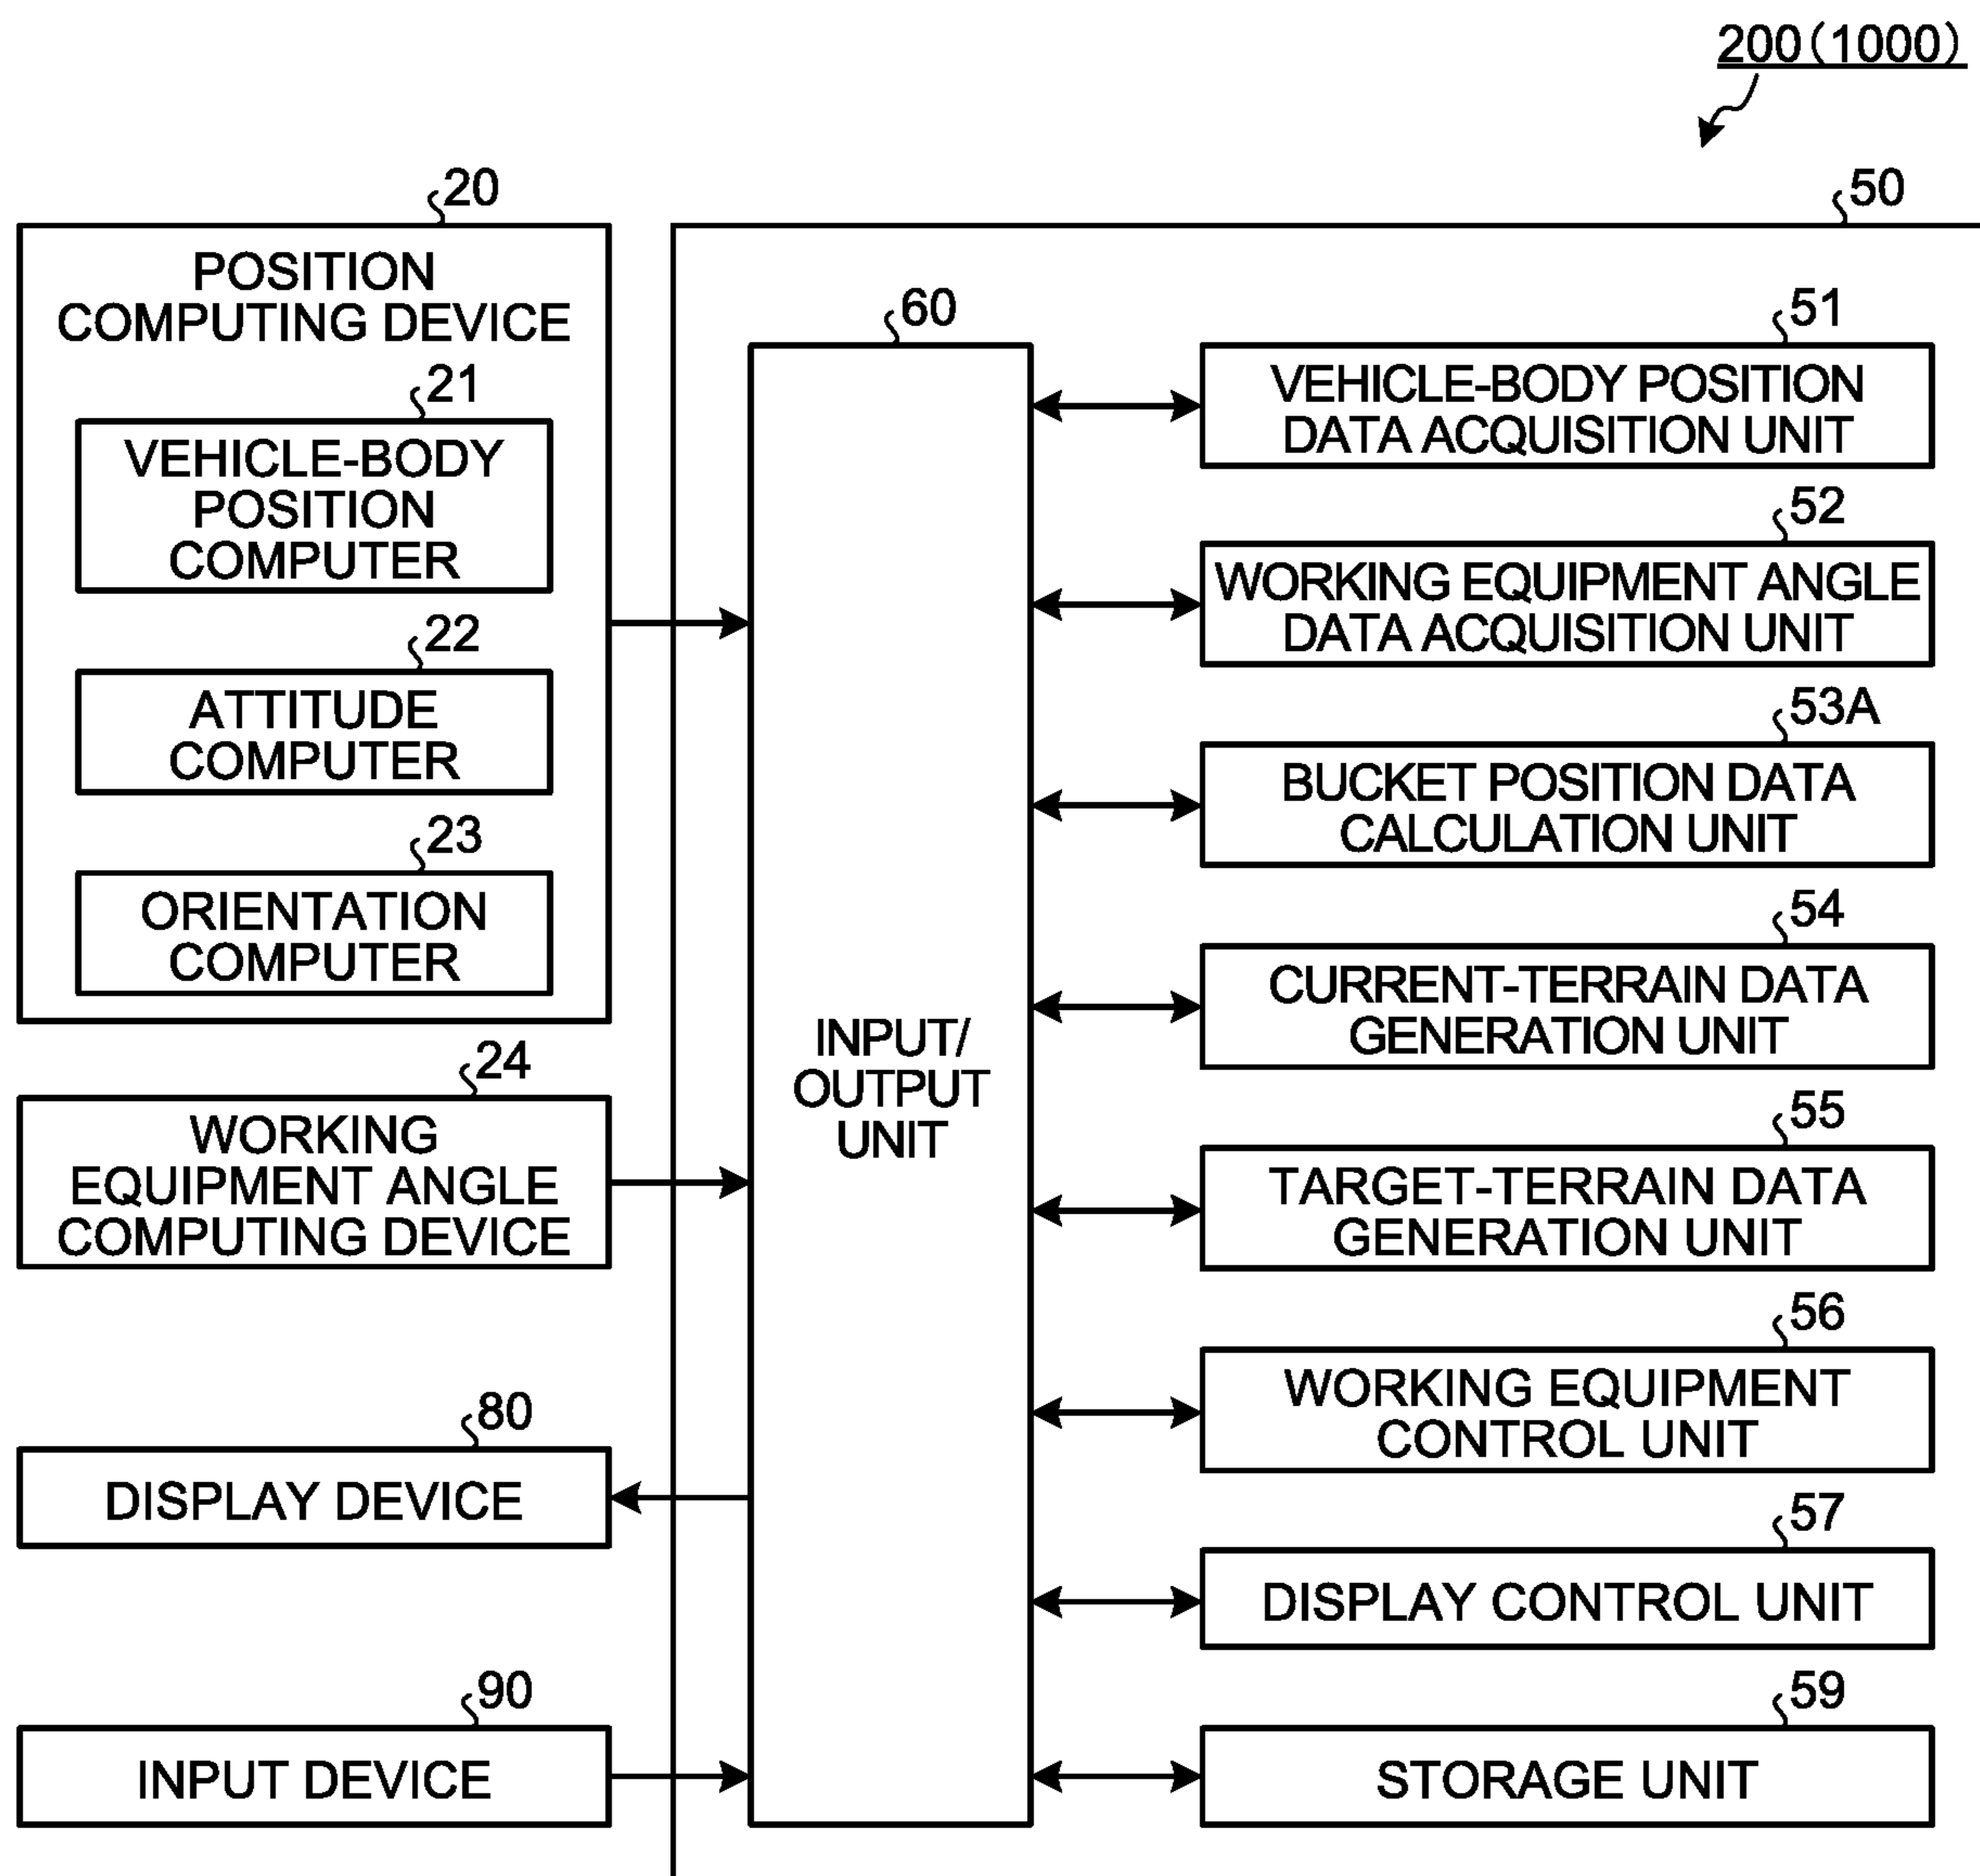 200(1000)
20
POSITION
COMPUTING DEVICE
21
VEHICLE-BODY
POSITION
COMPUTER
22
ATTITUDE
COMPUTER
23
ORIENTATION
COMPUTER
24
WORKING
EQUIPMENT ANGLE
COMPUTING DEVICE
80
DISPLAY DEVICE
90
INPUT DEVICE
50
60
INPUT/
OUTPUT
UNIT
51
VEHICLE-BODY POSITION
DATA ACQUISITION UNIT
52
WORKING EQUIPMENT ANGLE
DATA ACQUISITION UNIT
53A
BUCKET POSITION DATA
CALCULATION UNIT
54
CURRENT-TERRAIN DATA
GENERATION UNIT
55
TARGET-TERRAIN DATA
GENERATION UNIT
56
WORKING EQUIPMENT
CONTROL UNIT
57
DISPLAY CONTROL UNIT
59
STORAGE UNIT